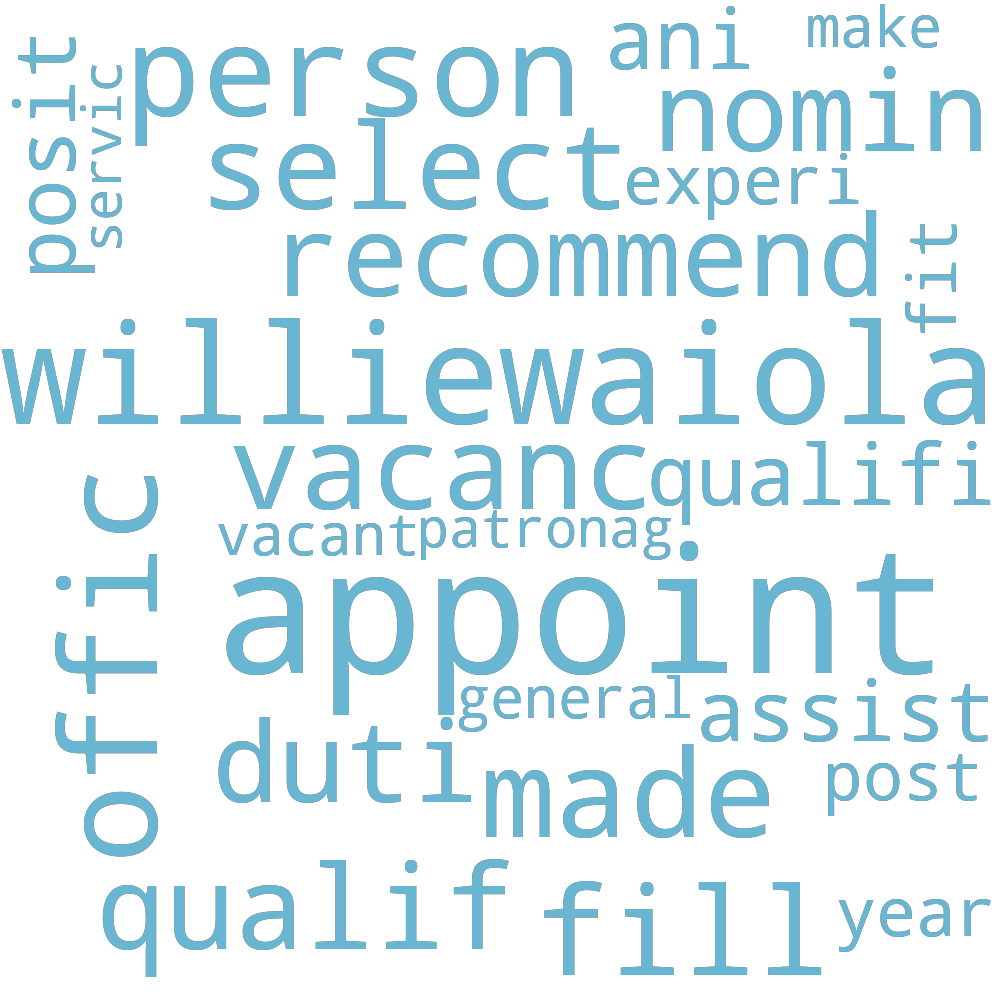 person
ani
make
posit
servic
nomin
select
experi
recommend
fit
williewaiola
vacanc
qualifi
vacant
patronag
offic
appoint
general
assist
duti
made
post
qualif
fill
year